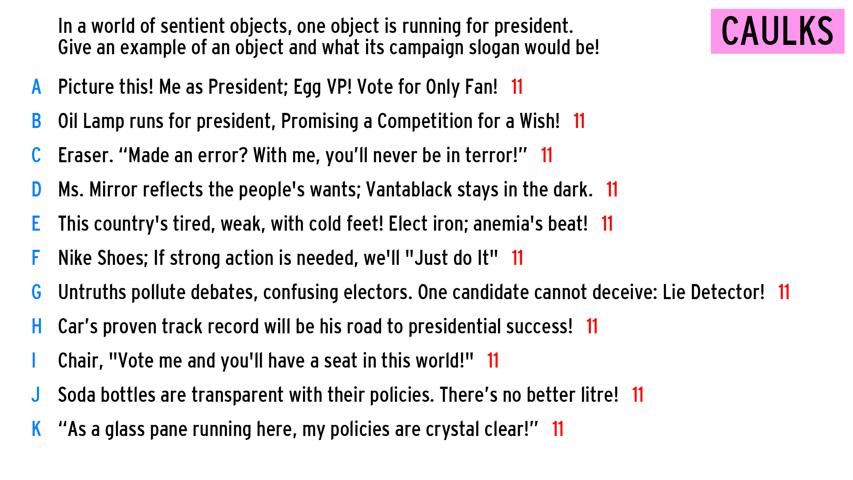 In a world of sentient objects, one object is running for president.
Give an example of an object and what its campaign slogan would be!
CAULKS
A Picture this! Me as President; Egg VP! Vote for Only Fan! 11
B Oil Lamp runs for president, Promising a Competition for a Wish! 11
C Eraser. “Made an error? With me, you’ll never be in terror!” 11
D Ms. Mirror reflects the people's wants; Vantablack stays in the dark. 11
E This country's tired, weak, with cold feet! Elect iron; anemia's beat! 11
F Nike Shoes; If strong action is needed, we'll "Just do It" 11
G Untruths pollute debates, confusing electors. One candidate cannot deceive: Lie Detector! 11
H Car’s proven track record will be his road to presidential success! 11
I Chair, "Vote me and you'll have a seat in this world!" 11
J Soda bottles are transparent with their policies. There’s no better litre! 11
K “As a glass pane running here, my policies are crystal clear!” 11